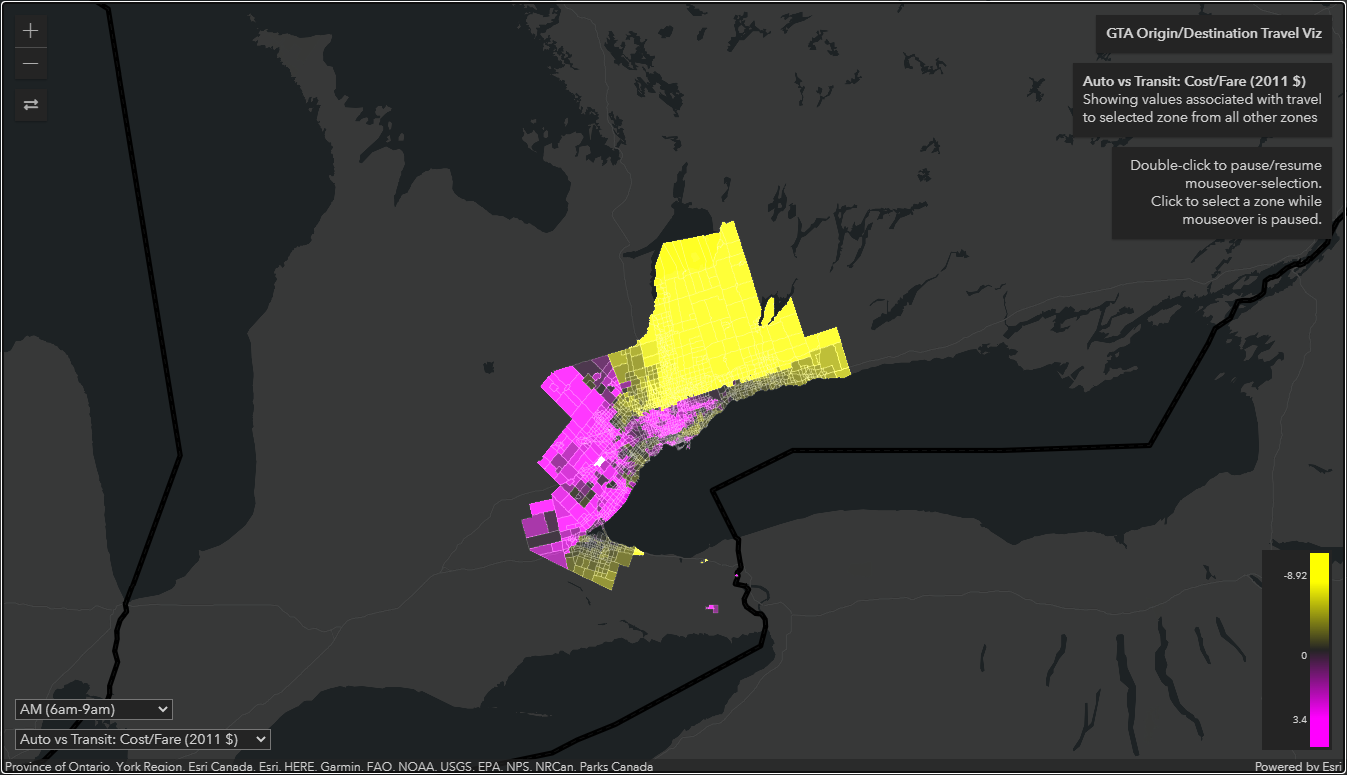 GTA Origin/Destination Travel Viz
Auto vs Transit: Cost/Fare (2011 $)
Showing values associated with travel
to selected zone from all other zones
Double-click to pause/resume
mouseover-selection.
Click to select a zone while
mouseover is paused.
-8.92
0
3.4
AM (6am-9am)
Auto vs Transit: Cost/Fare (2011 $)
Province of Ontario, York Region, Esri Canada, Esri, HERE, Garmin, FAO, NOAA, USGS, EPA, NPS, NRCan, Parks Canada
Powered by Esri